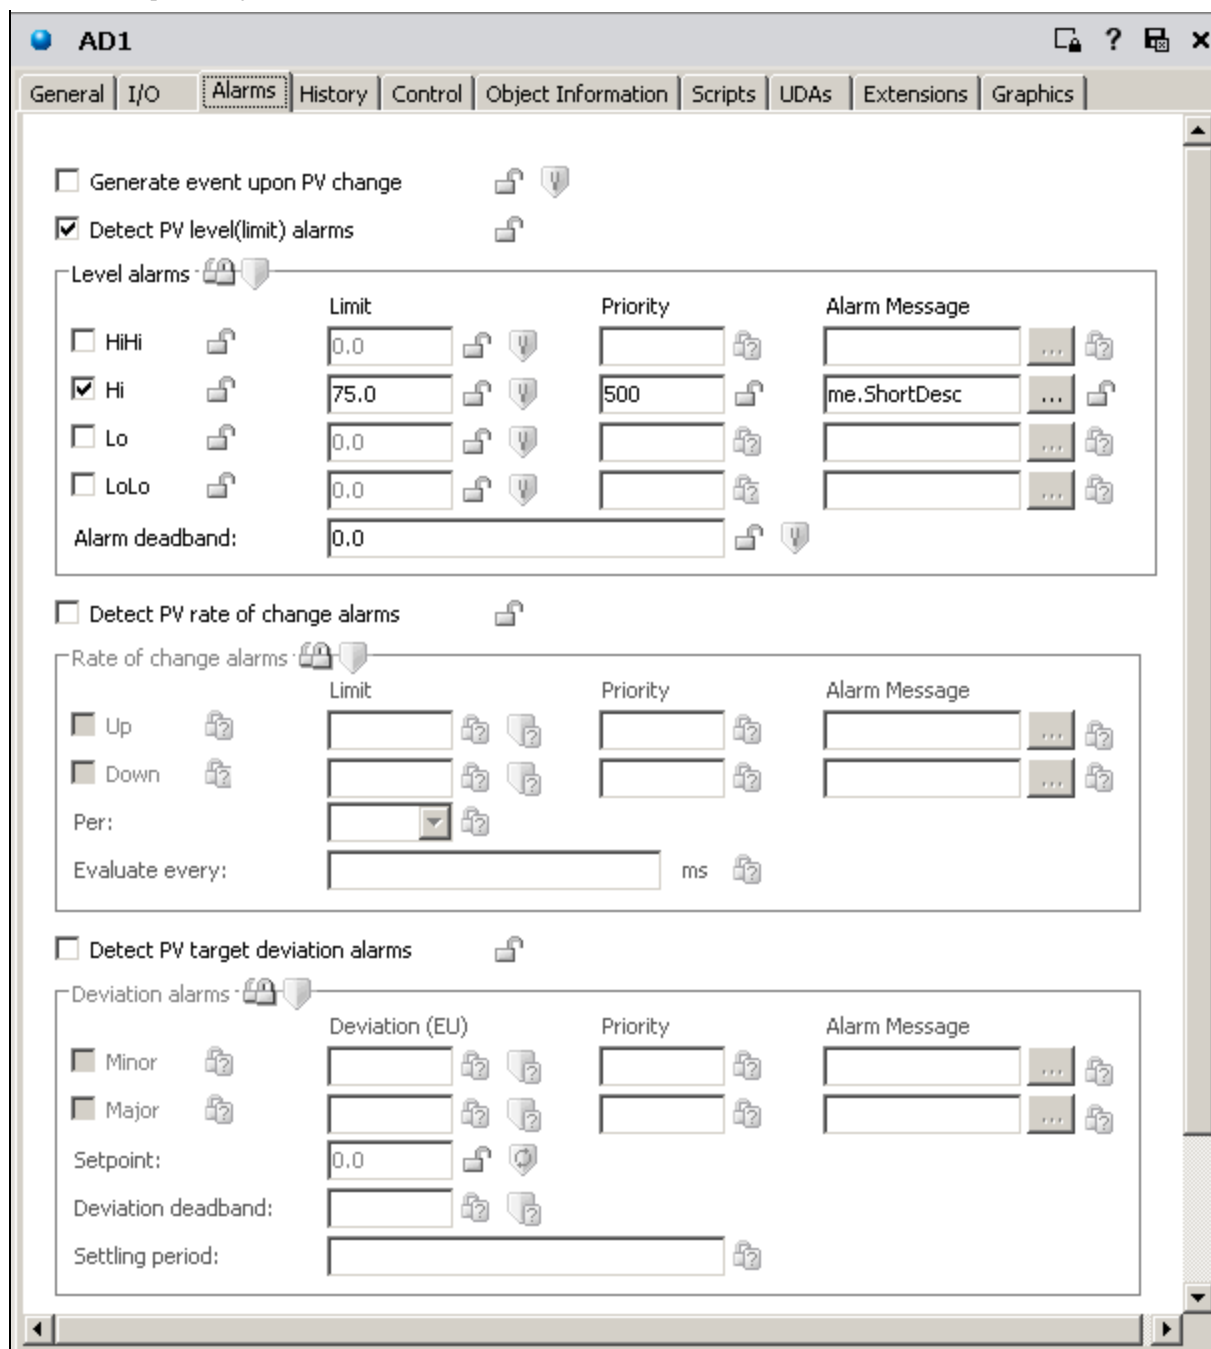 AD1
General I/O Alarms History Control Object Information Scripts UDAs Extensions Graphics
Generate event upon PV change
Detect PV level(limit) alarms
Level alarms
Limit Priority Alarm Message
HiHi 0.0 ...
Hi 75.0 500 me.ShortDesc ...
Lo 0.0 ...
LoLo 0.0 ...
Alarm deadband: 0.0
Detect PV rate of change alarms
Rate of change alarms
Limit Priority Alarm Message
Up ...
Down ...
Per:
Evaluate every: ms
Detect PV target deviation alarms
Deviation alarms
Deviation (EU) Priority Alarm Message
Minor ...
Major ...
Setpoint: 0.0
Deviation deadband:
Settling period: